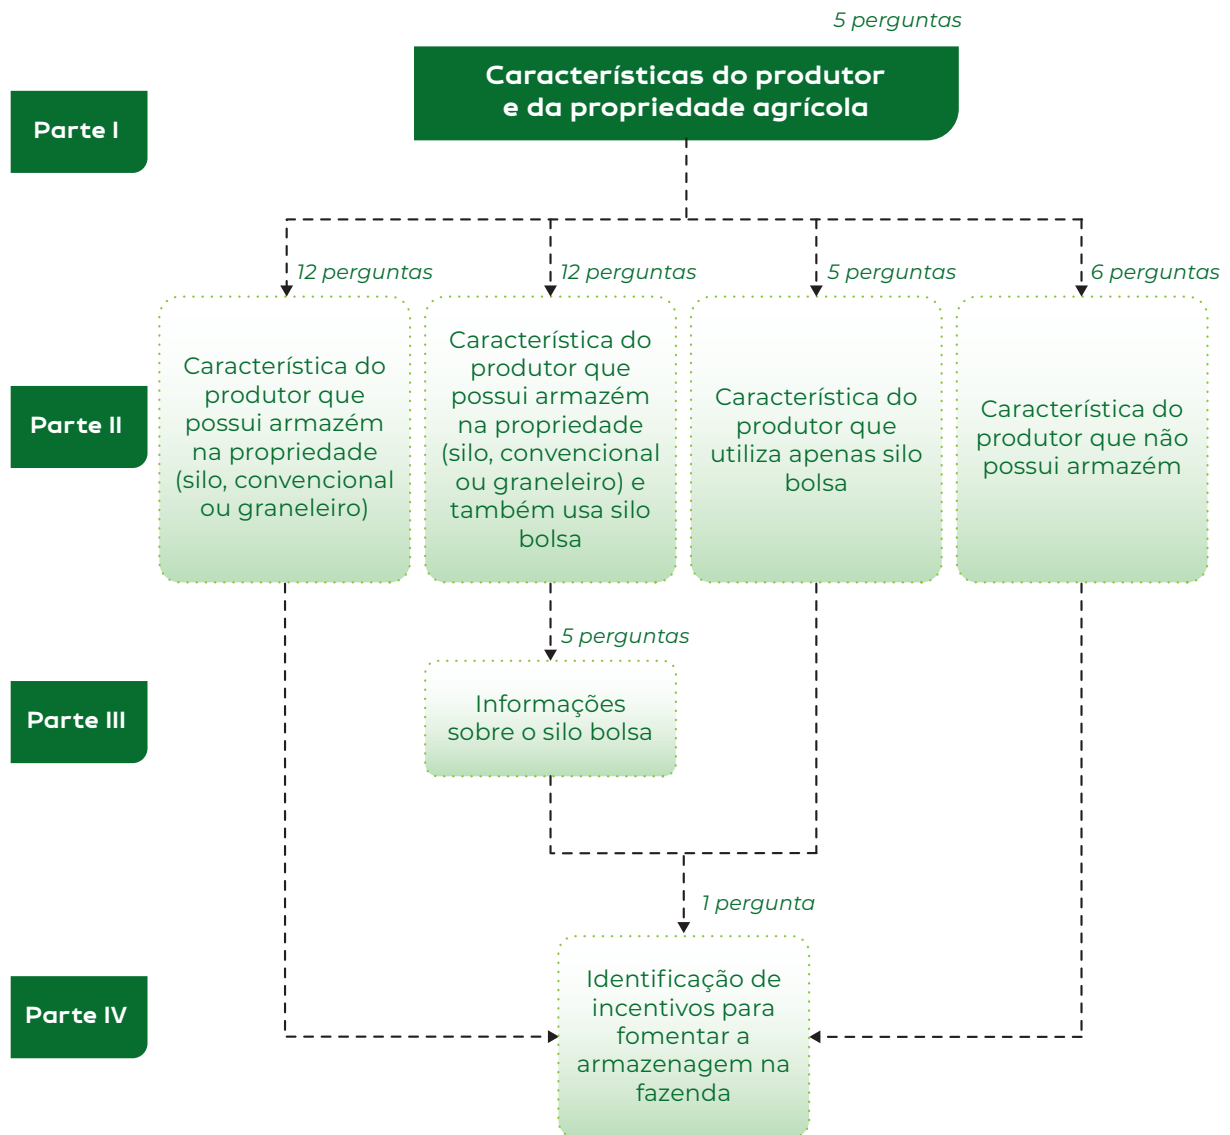 5 perguntas
Características do produtor
e da propriedade agrícola
Parte I
12 perguntas
12 perguntas
5 perguntas
6 perguntas
Parte II
Característica do
produtor que
possui armazém
na propriedade
(silo, convencional
ou graneleiro)
Característica do
produtor que
possui armazém
na propriedade
(silo, convencional
ou graneleiro) e
também usa silo
bolsa
Característica do
produtor que
utiliza apenas silo
bolsa
Característica do
produtor que não
possui armazém
5 perguntas
Parte III
Informações
sobre o silo bolsa
1 pergunta
Parte IV
Identificação de
incentivos para
fomentar a
armazenagem na
fazenda